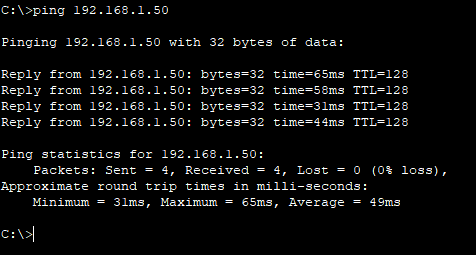 C:\>ping 192.168.1.50
Pinging 192.168.1.50 with 32 bytes of data:
Reply from 192.168.1.50: bytes=32 time=65ms TTL=128
Reply from 192.168.1.50: bytes=32 time=58ms TTL=128
Reply from 192.168.1.50: bytes=32 time=31ms TTL=128
Reply from 192.168.1.50: bytes=32 time=44ms TTL=128
Ping statistics for 192.168.1.50:
Packets: Sent = 4, Received = 4, Lost = 0 (0% loss),
Approximate round trip times in milli-seconds:
Minimum = 31ms, Maximum = 65ms, Average = 49ms
C:\>